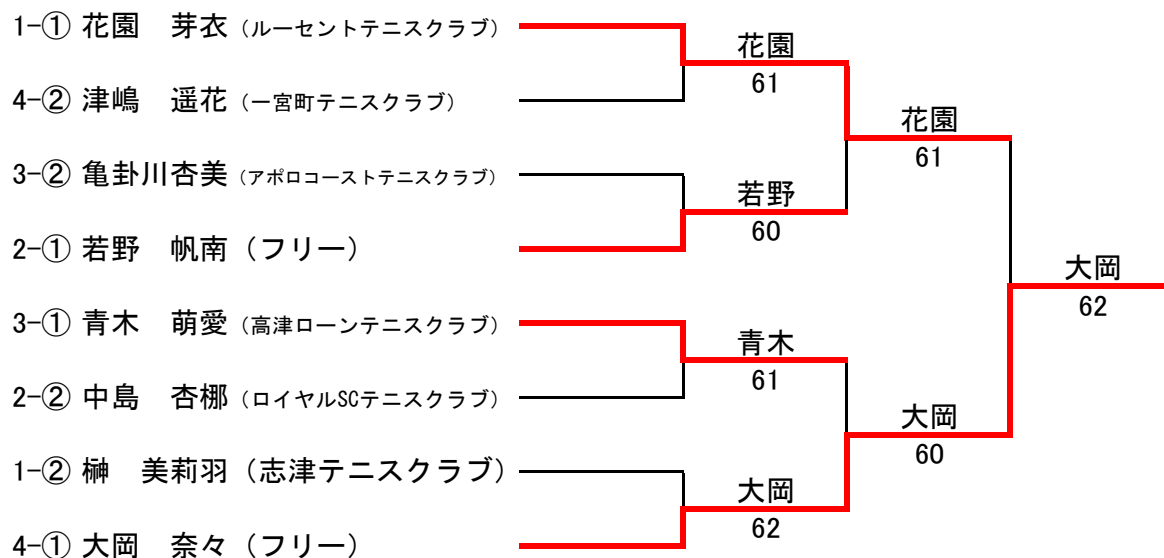 1-① 花園　芽衣（ルーセントテニスクラブ）
4-② 津嶋　遥花（一宮町テニスクラブ）
3-② 亀卦川杏美（アポロコーストテニスクラブ）
2-① 若野　帆南（フリー）
3-① 青木　萌愛（高津ローンテニスクラブ）
2-② 中島　杏梛（ロイヤルSCテニスクラブ）
1-② 榊　美莉羽（志津テニスクラブ）
4-① 大岡　奈々（フリー）
花園
61
若野
60
青木
61
大岡
62
花園
61
大岡
60
大岡
62